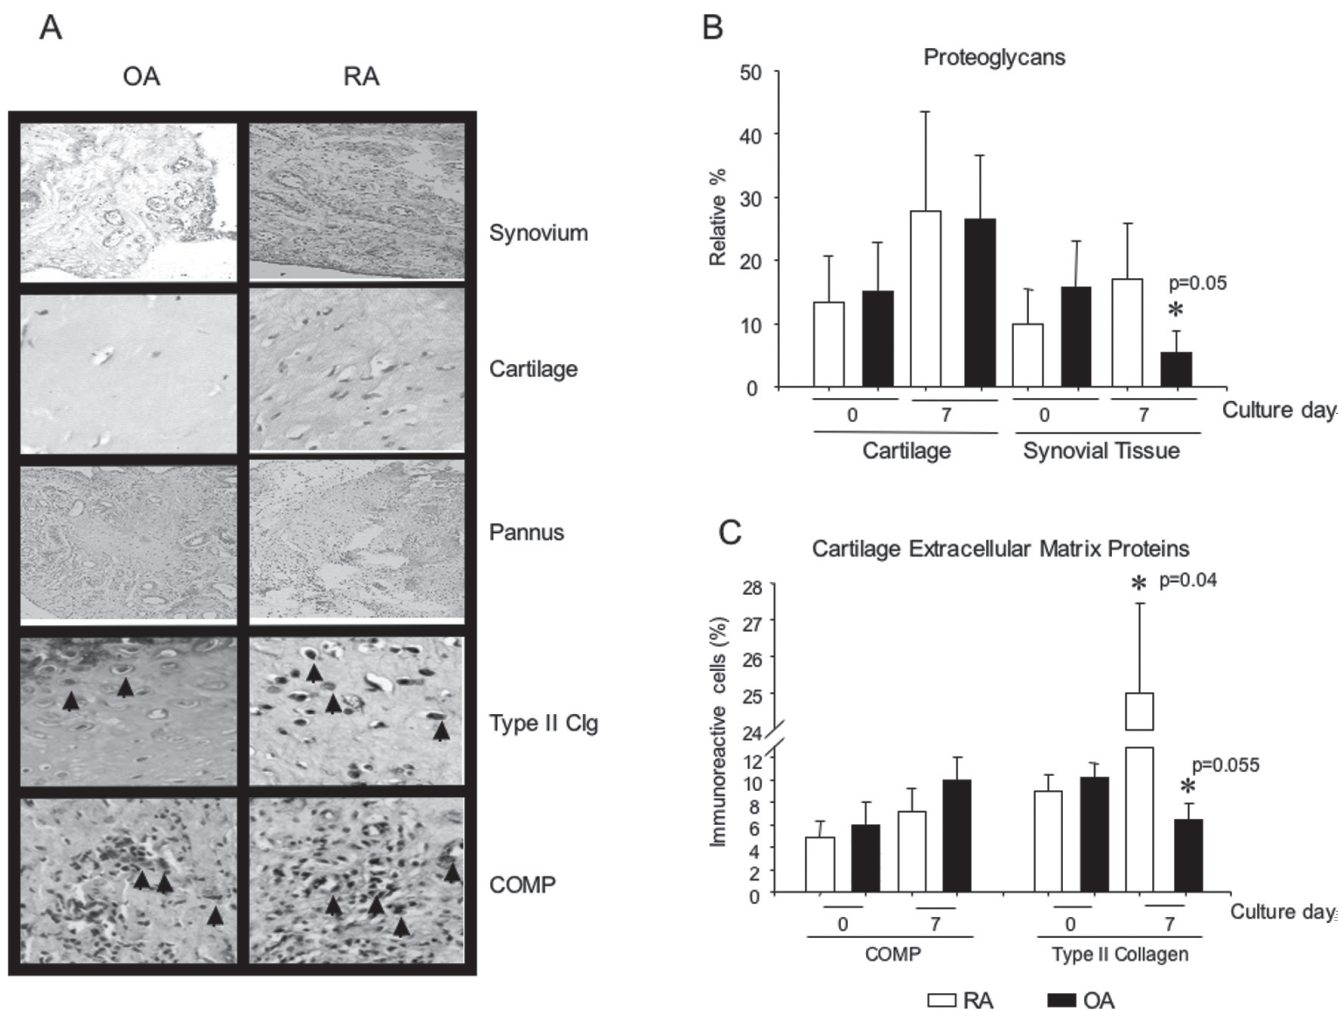 A
OA RA
Synovium
Cartilage
Pannus
Type II Clg
COMP
B
Proteoglycans
Relative %
50
40
30
20
10
0
p=0.05
*
0 7 0 7
Culture day
Cartilage Synovial Tissue
C
Cartilage Extracellular Matrix Proteins
Immunoreactive cells (%)
28
27
26
25
24
12
10
8
6
4
2
0
* p=0.04
p=0.055
*
0 7 0 7
Culture day
COMP Type II Collagen
RA OA